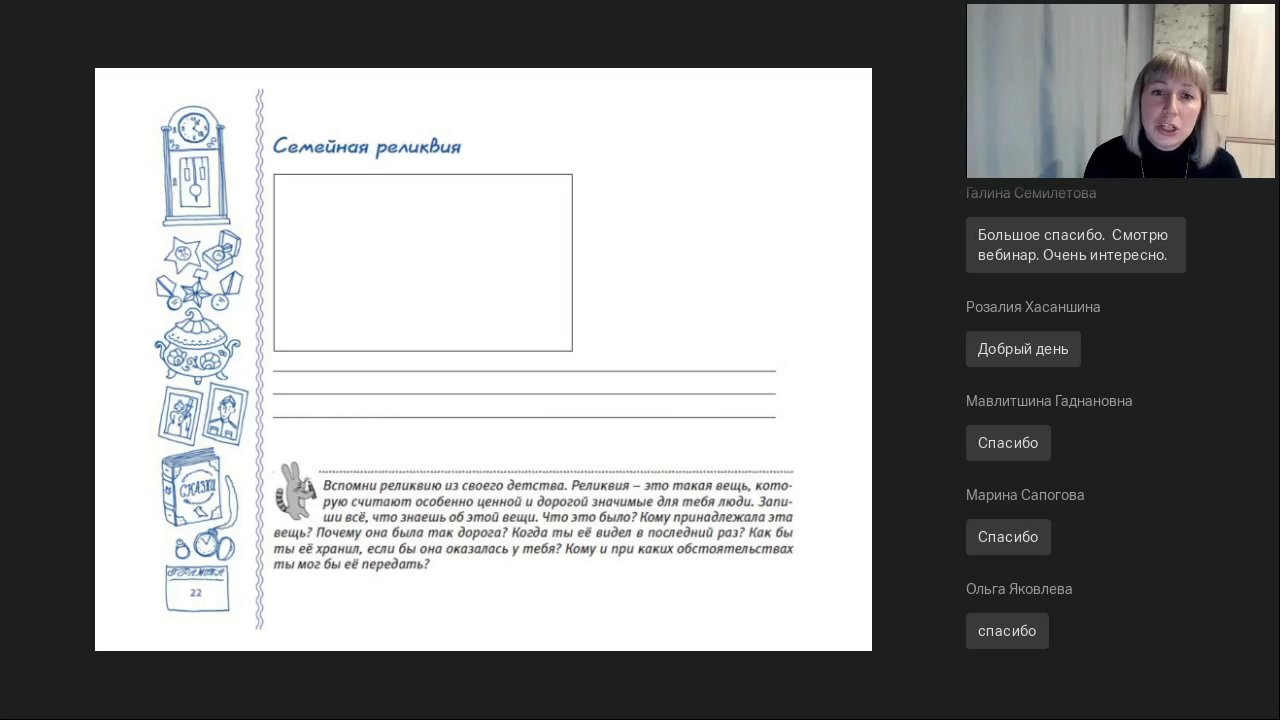 Семейная реликвия
СКАЗКИ
ГРАМОТА
22
Вспомни реликвию из своего детства. Реликвия – это такая вещь, кото-
рую считают особенно ценной и дорогой значимые для тебя люди. Запи-
ши всё, что знаешь об этой вещи. Что это было? Кому принадлежала эта
вещь? Почему она была так дорога? Когда ты её видел в последний раз? Как бы
ты её хранил, если бы она оказалась у тебя? Кому и при каких обстоятельствах
ты мог бы её передать?
Галина Семилетова
Большое спасибо. Смотрю
вебинар. Очень интересно.
Розалия Хасаншина
Добрый день
Мавлитшина Гаднановна
Спасибо
Марина Сапогова
Спасибо
Ольга Яковлева
спасибо